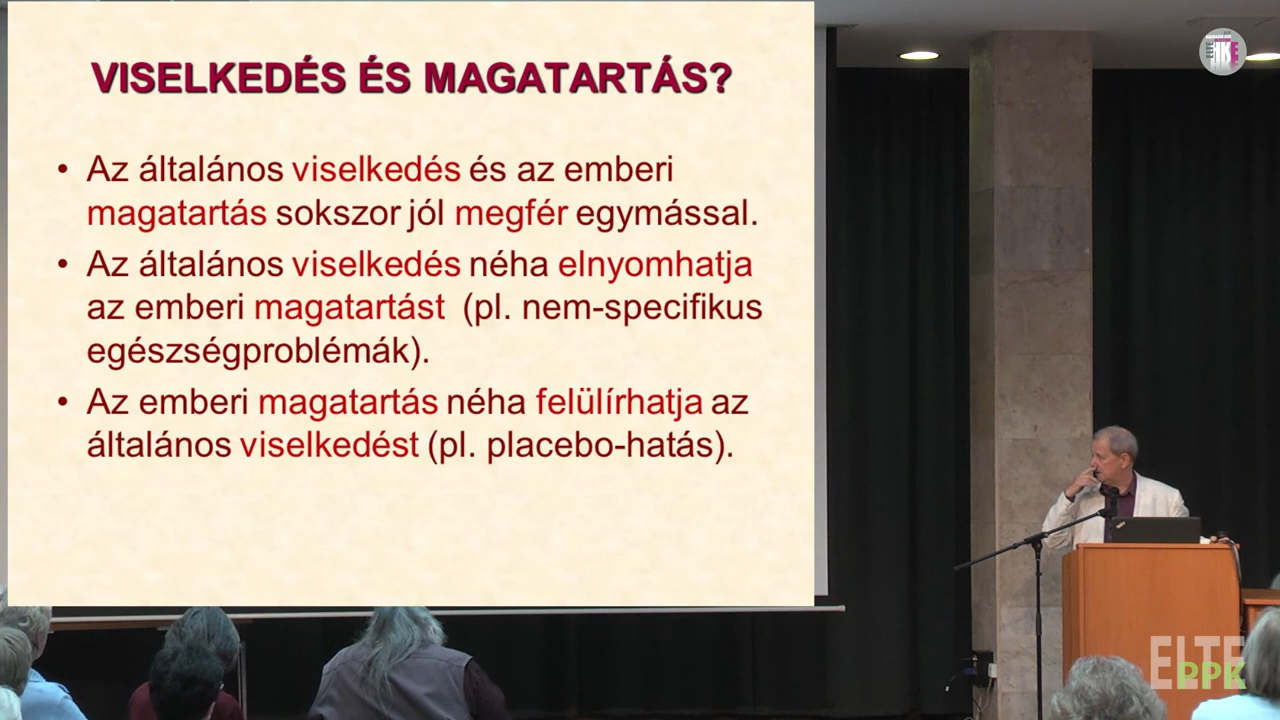 VISELKEDÉS ÉS MAGATARTÁS?
• Az általános viselkedés és az emberi
magatartás sokszor jól megfér egymással.
• Az általános viselkedés néha elnyomhatja
az emberi magatartást (pl. nem-specifikus
egészségproblémák).
• Az emberi magatartás néha felülírhatja az
általános viselkedést (pl. placebo-hatás).
ELTE
PPK